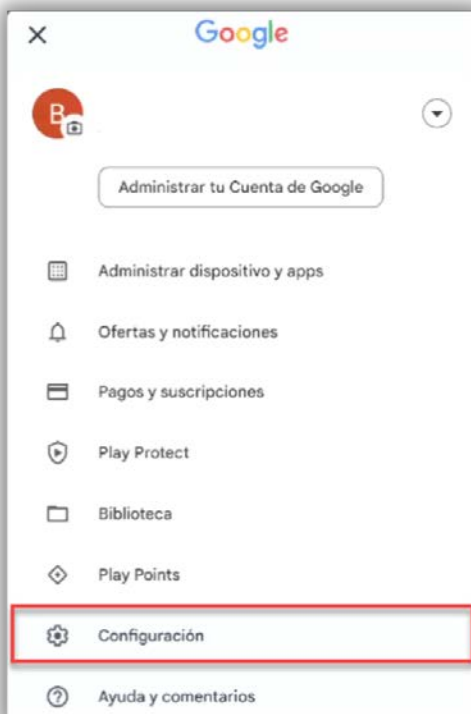 Google
B
Administrar tu Cuenta de Google
Administrar dispositivo y apps
Ofertas y notificaciones
Pagos y suscripciones
Play Protect
Biblioteca
Play Points
Configuración
Ayuda y comentarios